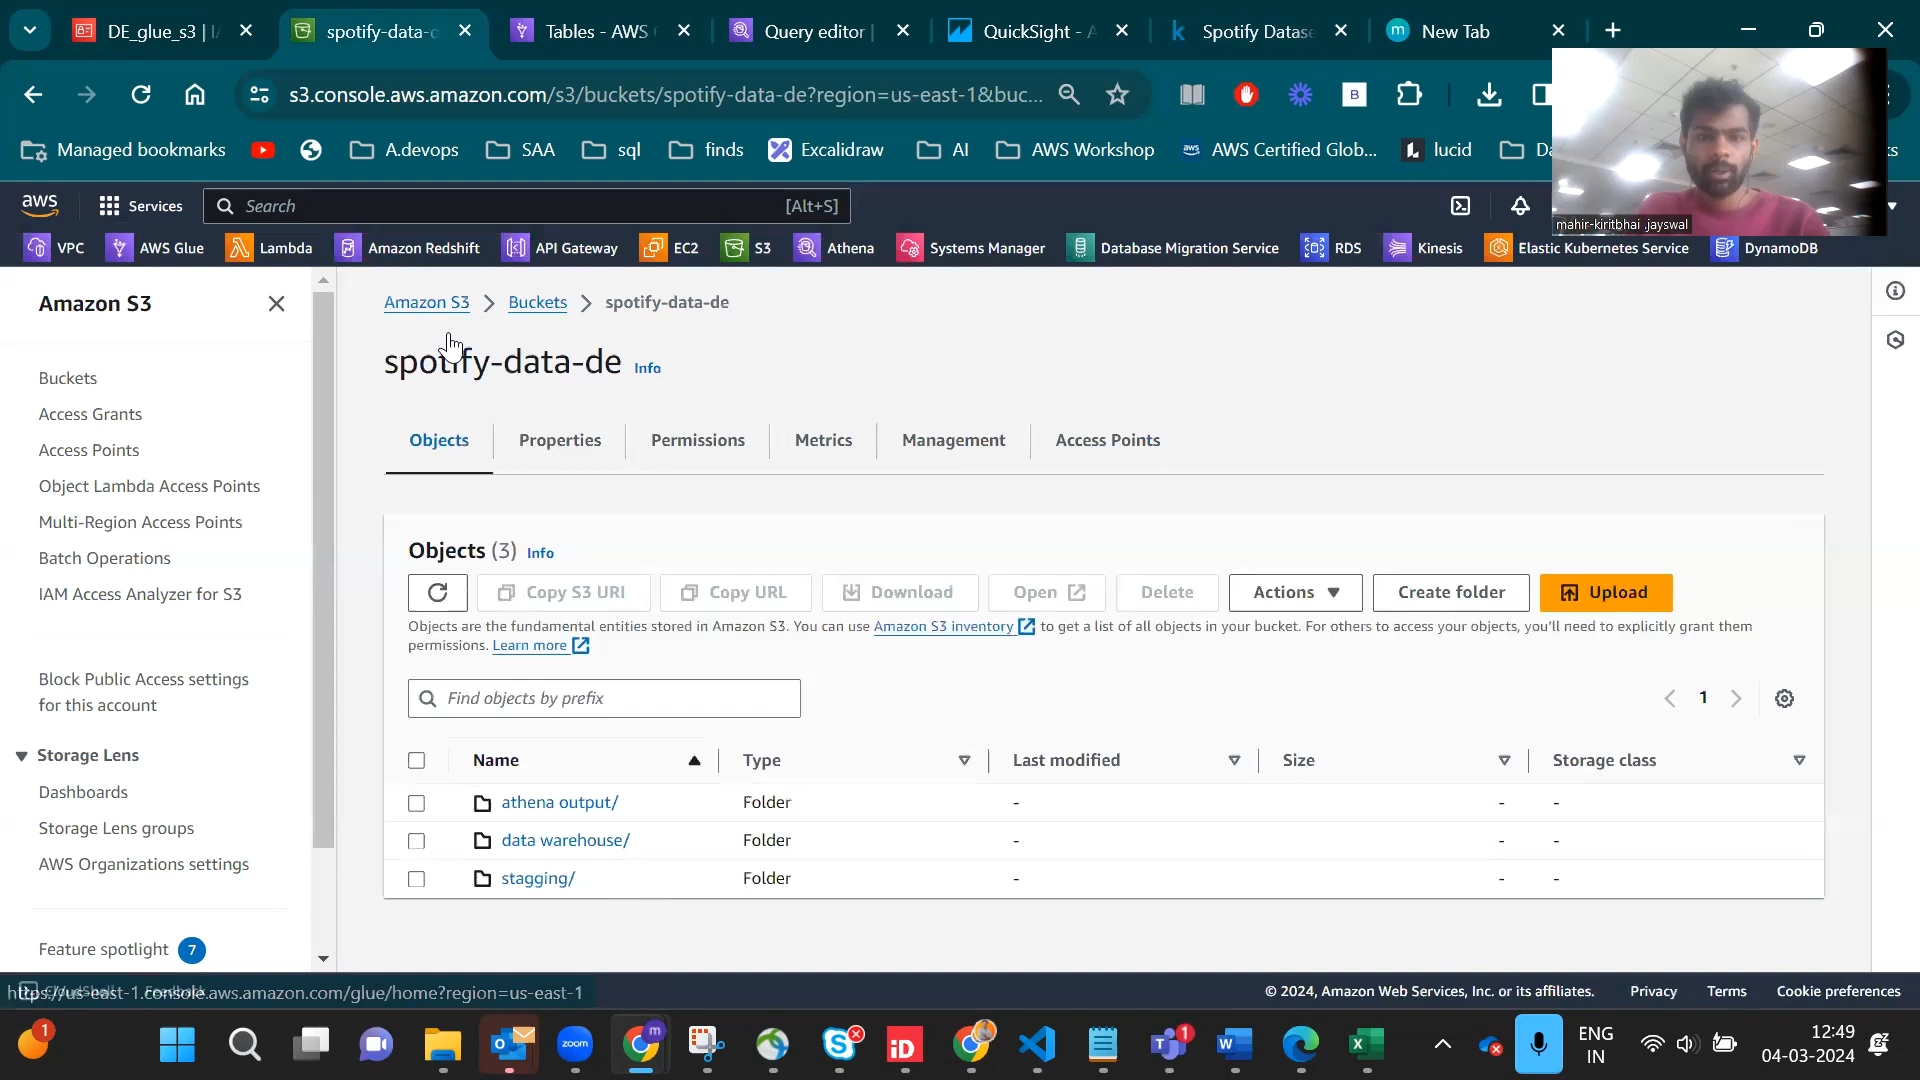 DE_glue_s3 | IA
spotify-data-d
Tables - AWS
Query editor |
QuickSight - A
Spotify Datase
New Tab
s3.console.aws.amazon.com/s3/buckets/spotify-data-de?region=us-east-1&buc...
Managed bookmarks
A.devops
SAA
sql
finds
Excalidraw
AI
AWS Workshop
AWS Certified Glob...
lucid
mahir-kiritbhai .jayswal
aws
Services
Search
[Alt+S]
VPC
AWS Glue
Lambda
Amazon Redshift
API Gateway
EC2
S3
Athena
Systems Manager
Database Migration Service
RDS
Kinesis
Elastic Kubernetes Service
DynamoDB
Amazon S3
Buckets
Access Grants
Access Points
Object Lambda Access Points
Multi-Region Access Points
Batch Operations
IAM Access Analyzer for S3
Block Public Access settings
for this account
Storage Lens
Dashboards
Storage Lens groups
AWS Organizations settings
Feature spotlight 7
Amazon S3 > Buckets > spotify-data-de
spotify-data-de Info
Objects
Properties
Permissions
Metrics
Management
Access Points
Objects (3) Info
Copy S3 URI
Copy URL
Download
Open
Delete
Actions
Create folder
Upload
Objects are the fundamental entities stored in Amazon S3. You can use Amazon S3 inventory to get a list of all objects in your bucket. For others to access your objects, you'll need to explicitly grant them
permissions. Learn more
Find objects by prefix
1
Name Type Last modified Size Storage class
athena output/ Folder - - -
data warehouse/ Folder - - -
stagging/ Folder - - -
https://us-east-1.console.aws.amazon.com/glue/home?region=us-east-1
© 2024, Amazon Web Services, Inc. or its affiliates.
Privacy
Terms
Cookie preferences
1
zoom
m
iD
1
ENG
IN
12:49
04-03-2024